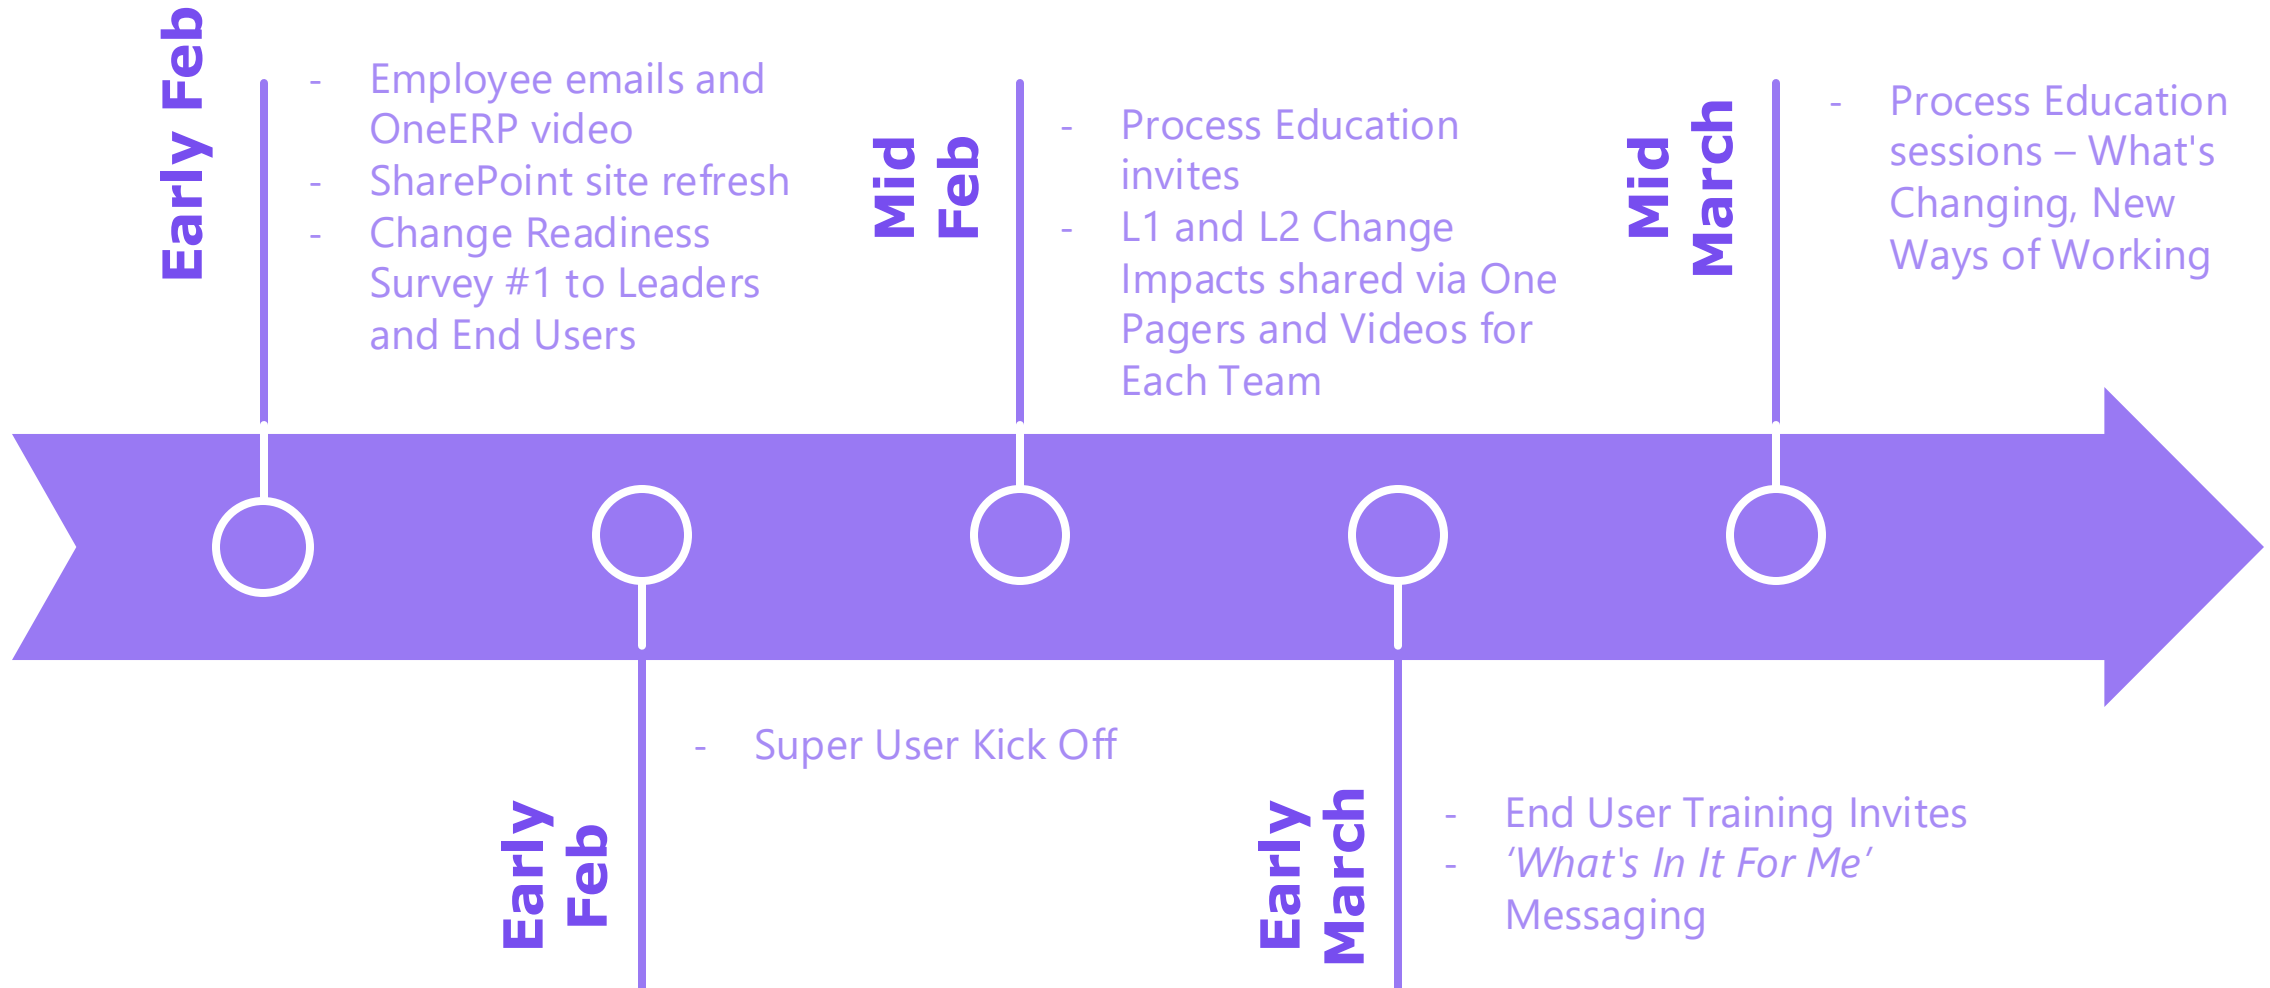 Early Feb
- Employee emails and
OneERP video
- SharePoint site refresh
- Change Readiness
Survey #1 to Leaders
and End Users
Early
Feb
- Super User Kick Off
Mid
Feb
- Process Education
invites
- L1 and L2 Change
Impacts shared via One
Pagers and Videos for
Each Team
Early
March
- End User Training Invites
- ‘What's In It For Me’
Messaging
Mid
March
- Process Education
sessions – What's
Changing, New
Ways of Working